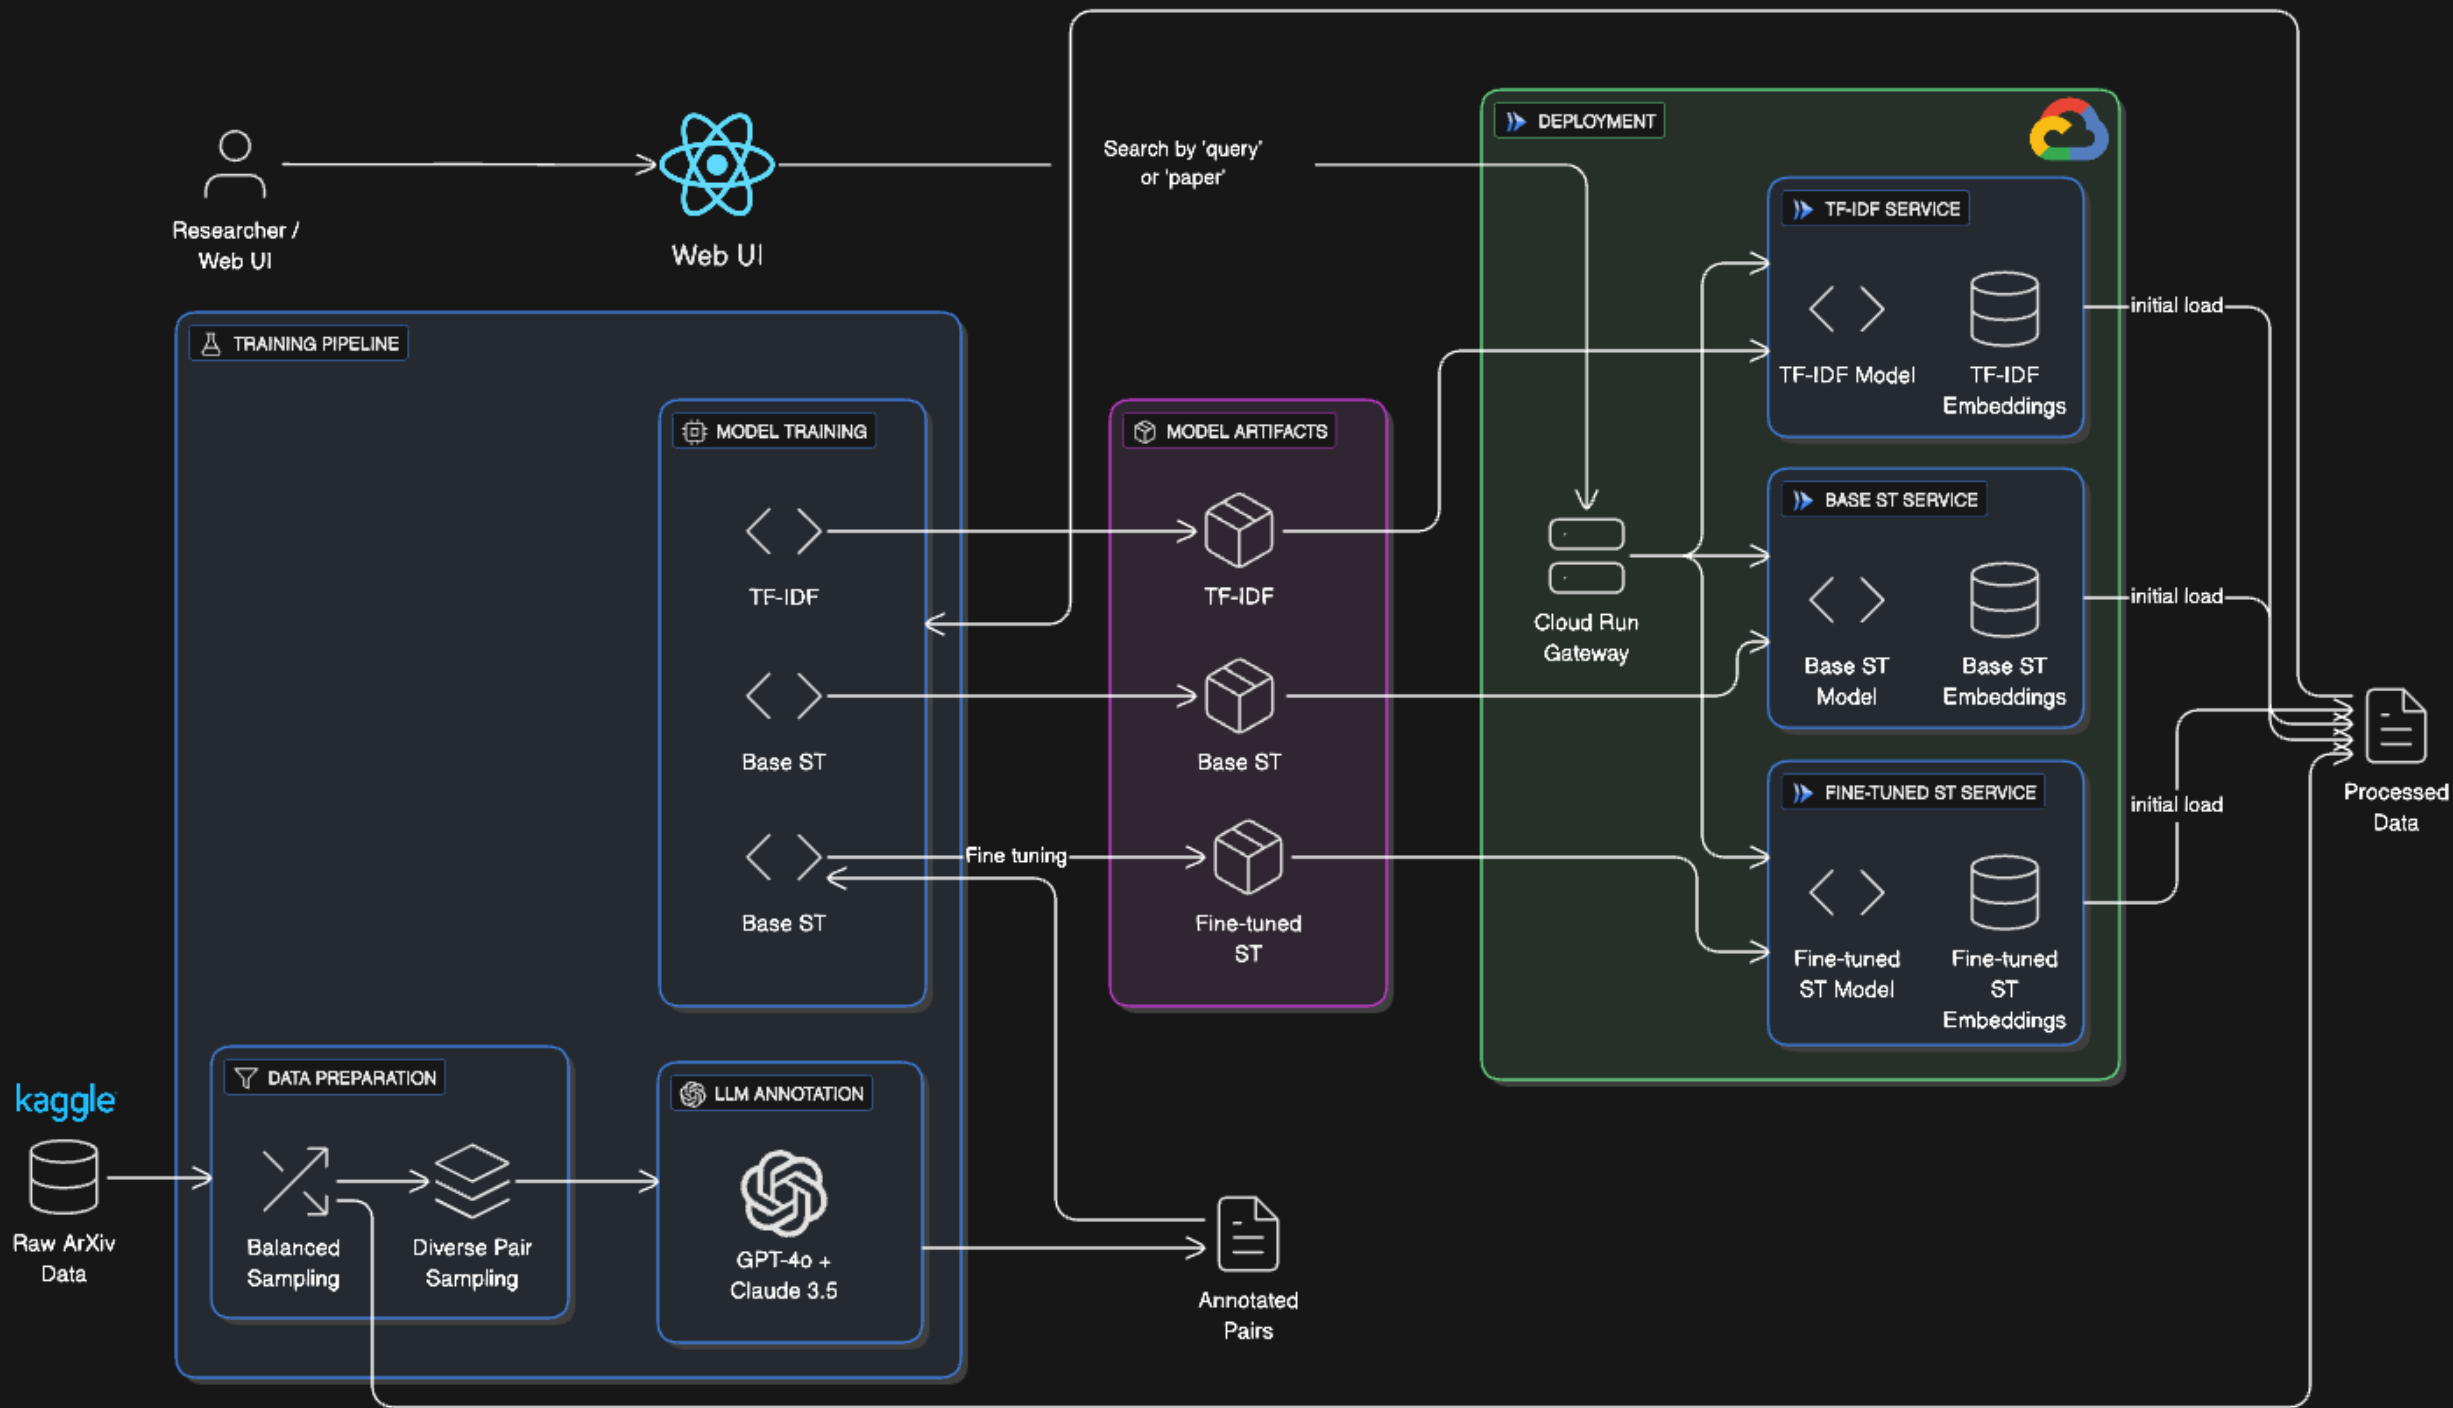 Researcher /
Web UI
Web UI
Search by 'query'
or 'paper'
DEPLOYMENT
TF-IDF SERVICE
TF-IDF Model
TF-IDF
Embeddings
initial load
BASE ST SERVICE
Base ST
Model
Base ST
Embeddings
initial load
FINE-TUNED ST SERVICE
Fine-tuned
ST Model
Fine-tuned
ST
Embeddings
initial load
Cloud Run
Gateway
Processed
Data
TRAINING PIPELINE
MODEL TRAINING
TF-IDF
Base ST
Base ST
Fine tuning
MODEL ARTIFACTS
TF-IDF
Base ST
Fine-tuned
ST
kaggle
Raw ArXiv
Data
DATA PREPARATION
Balanced
Sampling
Diverse Pair
Sampling
LLM ANNOTATION
GPT-4o +
Claude 3.5
Annotated
Pairs